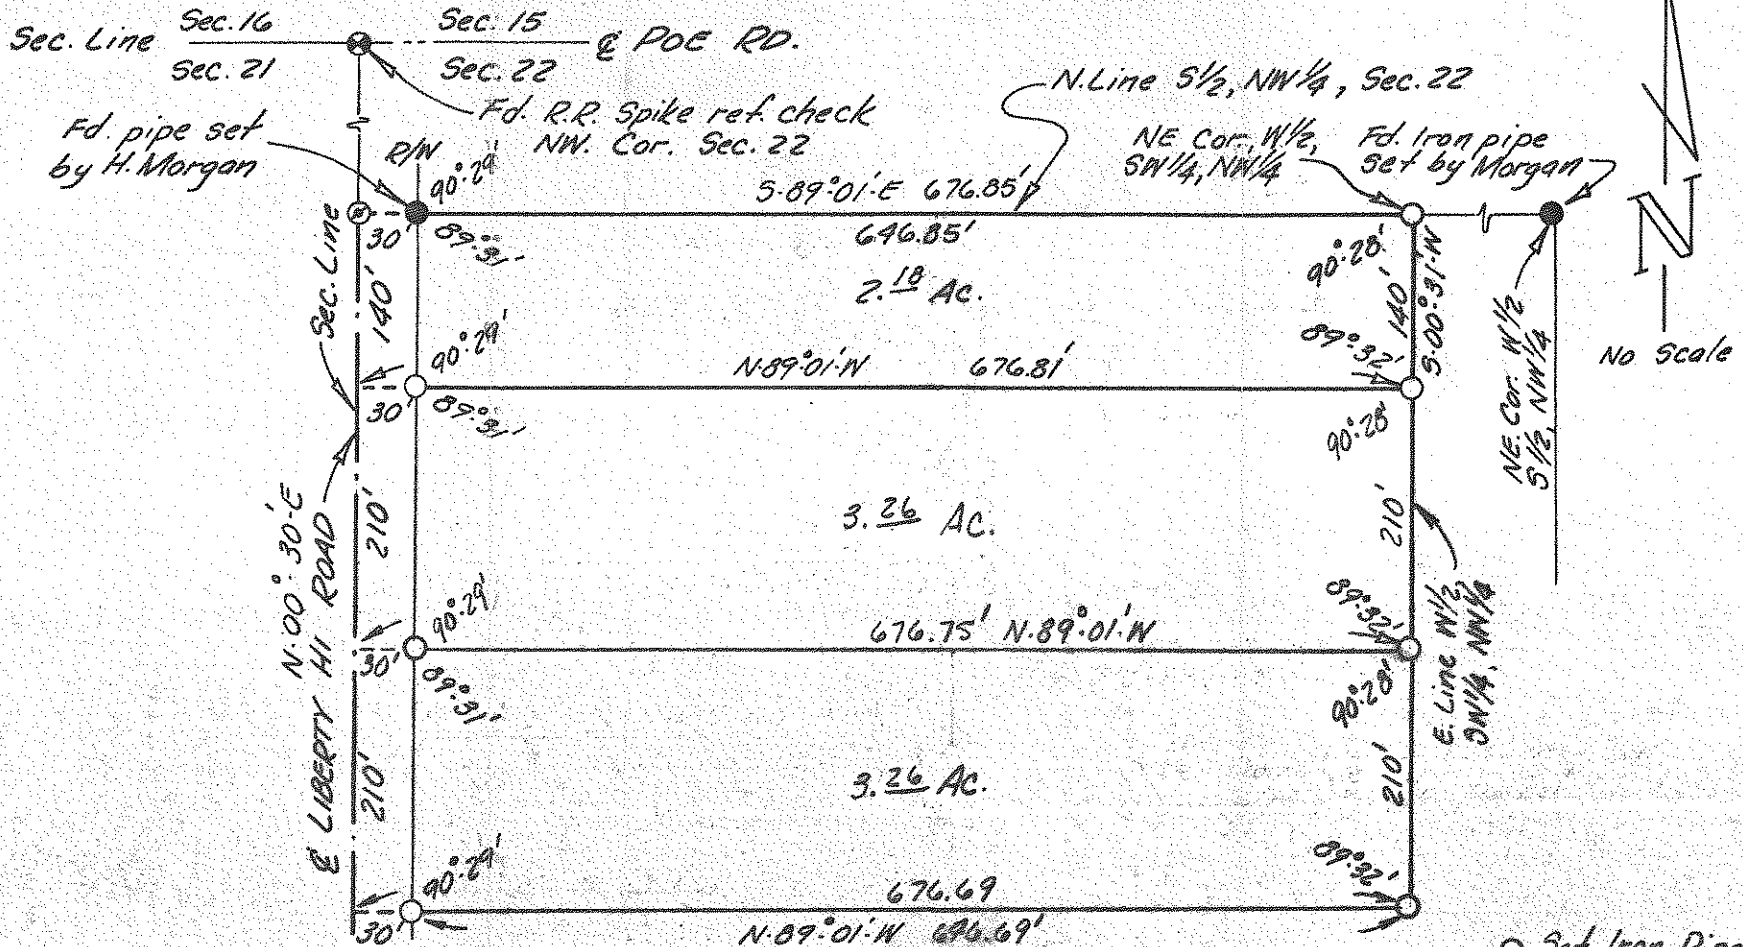 Sec. Line
Sec. 16
Sec. 21
Sec. 15
Sec. 22
℄ POE RD.
Fd. R.R. Spike ref. check
NW. Cor. Sec. 22
Fd. pipe set
by H. Morgan
R/W
N. Line S½, NW¼, Sec. 22
NE Cor. W½,
SW¼, NW¼
Fd. Iron pipe
set by Morgan
S-89°-01'-E 676.85'
646.85'
90°-29'
89°-31'
30'
Sec. Line
140'
2.18 Ac.
90°-28'
140'
S-00°-31'-W
89°-32'
NE. Cor. W½
S½, NW¼
N
No Scale
90°-29'
30'
89°-31'
N-89°-01'-W 676.81'
90°-28'
N-00°-30'-E
℄ LIBERTY HI ROAD
210'
3.26 Ac.
210'
E. Line W½
SW¼, NW¼
90°-29'
30'
89°-31'
676.75' N-89°-01'-W
89°-32'
90°-28'
210'
3.26 Ac.
210'
90°-29'
30'
676.69
N-89°-01'-W
89°-32'
○ Set Iron Pipe